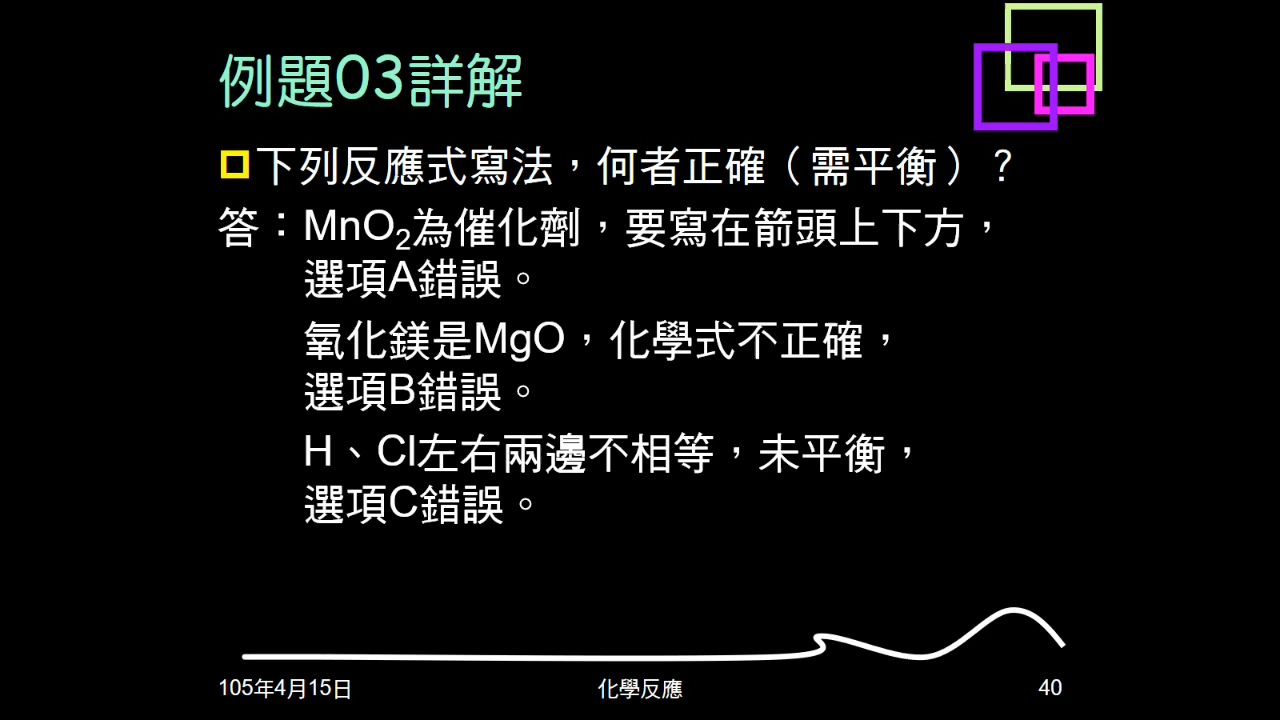 例題03詳解
下列反應式寫法，何者正確（需平衡）？
答：MnO₂為催化劑，要寫在箭頭上下方，
選項A錯誤。
氧化鎂是MgO，化學式不正確，
選項B錯誤。
H、Cl左右兩邊不相等，未平衡，
選項C錯誤。
105年4月15日
化學反應
40